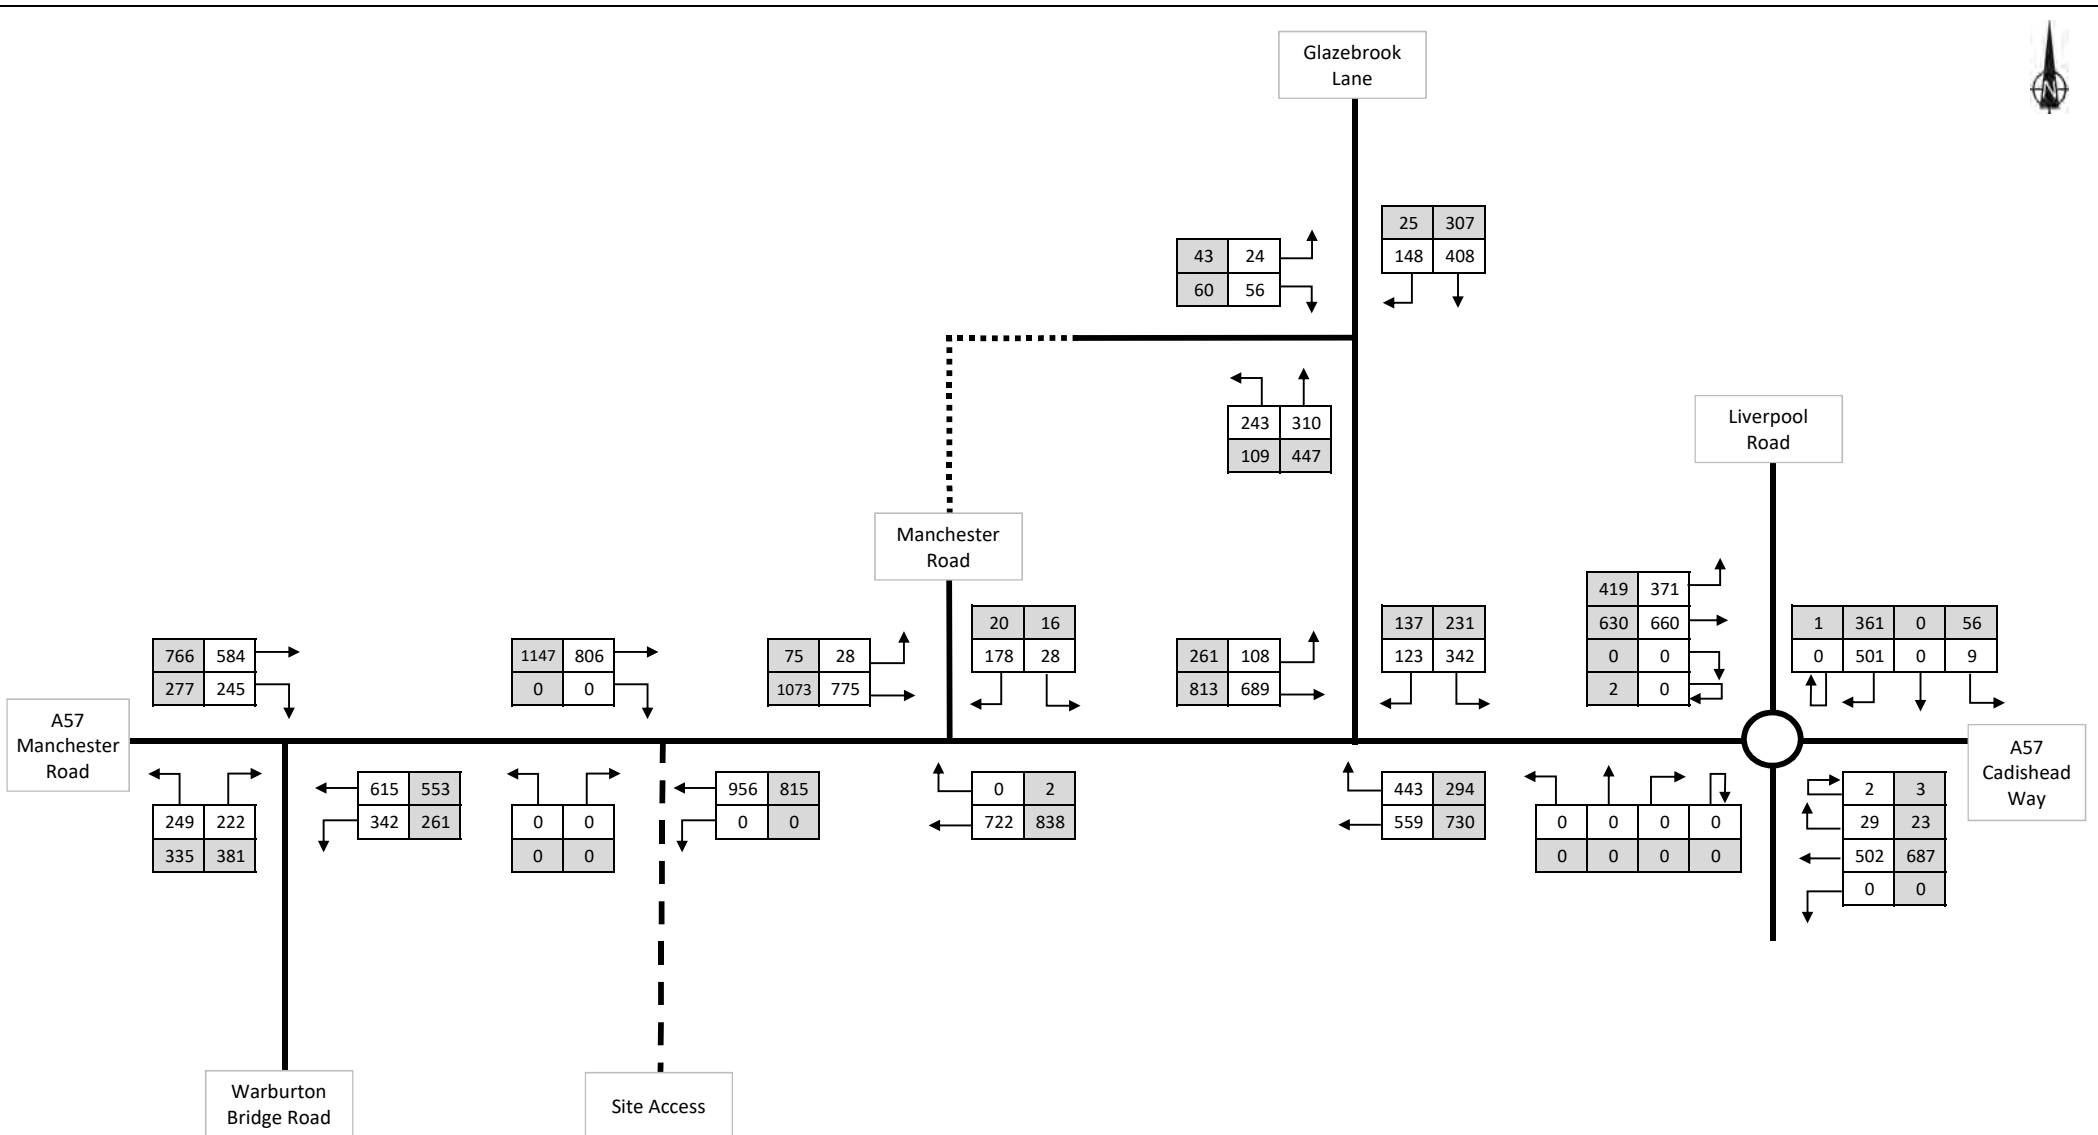 Glazebrook
Lane
N
25 307
148 408
43 24
60 56
243 310
109 447
Liverpool
Road
Manchester
Road
419 371
630 660
0 0
2 0
1 361 0 56
0 501 0 9
20 16
178 28
137 231
123 342
766 584
277 245
1147 806
0 0
75 28
1073 775
261 108
813 689
A57
Manchester
Road
A57
Cadishead
Way
249 222
335 381
615 553
342 261
0 0
0 0
956 815
0 0
0 2
722 838
443 294
559 730
0 0 0 0
0 0 0 0
2 3
29 23
502 687
0 0
Warburton
Bridge Road
Site Access